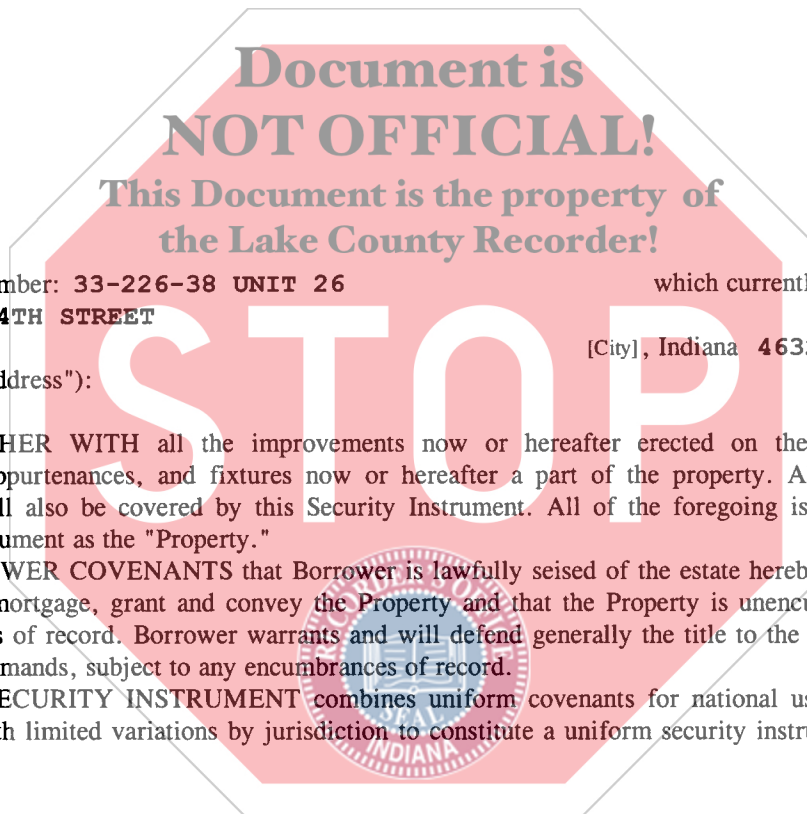 Document is
NOT OFFICIAL!
This Document is the property of
the Lake County Recorder!
mber: 33-226-38 UNIT 26 which currentl
4TH STREET
[City], Indiana 463
ddress"):
STOP
HER WITH all the improvements now or hereafter erected on the
ppurtenances, and fixtures now or hereafter a part of the property. A
ll also be covered by this Security Instrument. All of the foregoing is
ument as the "Property."
WER COVENANTS that Borrower is lawfully seised of the estate hereb
mortgage, grant and convey the Property and that the Property is unencu
s of record. Borrower warrants and will defend generally the title to the
mands, subject to any encumbrances of record.
ECURITY INSTRUMENT combines uniform covenants for national us
th limited variations by jurisdiction to constitute a uniform security instru
RECORDER'S OFFICE
SEAL
INDIANA